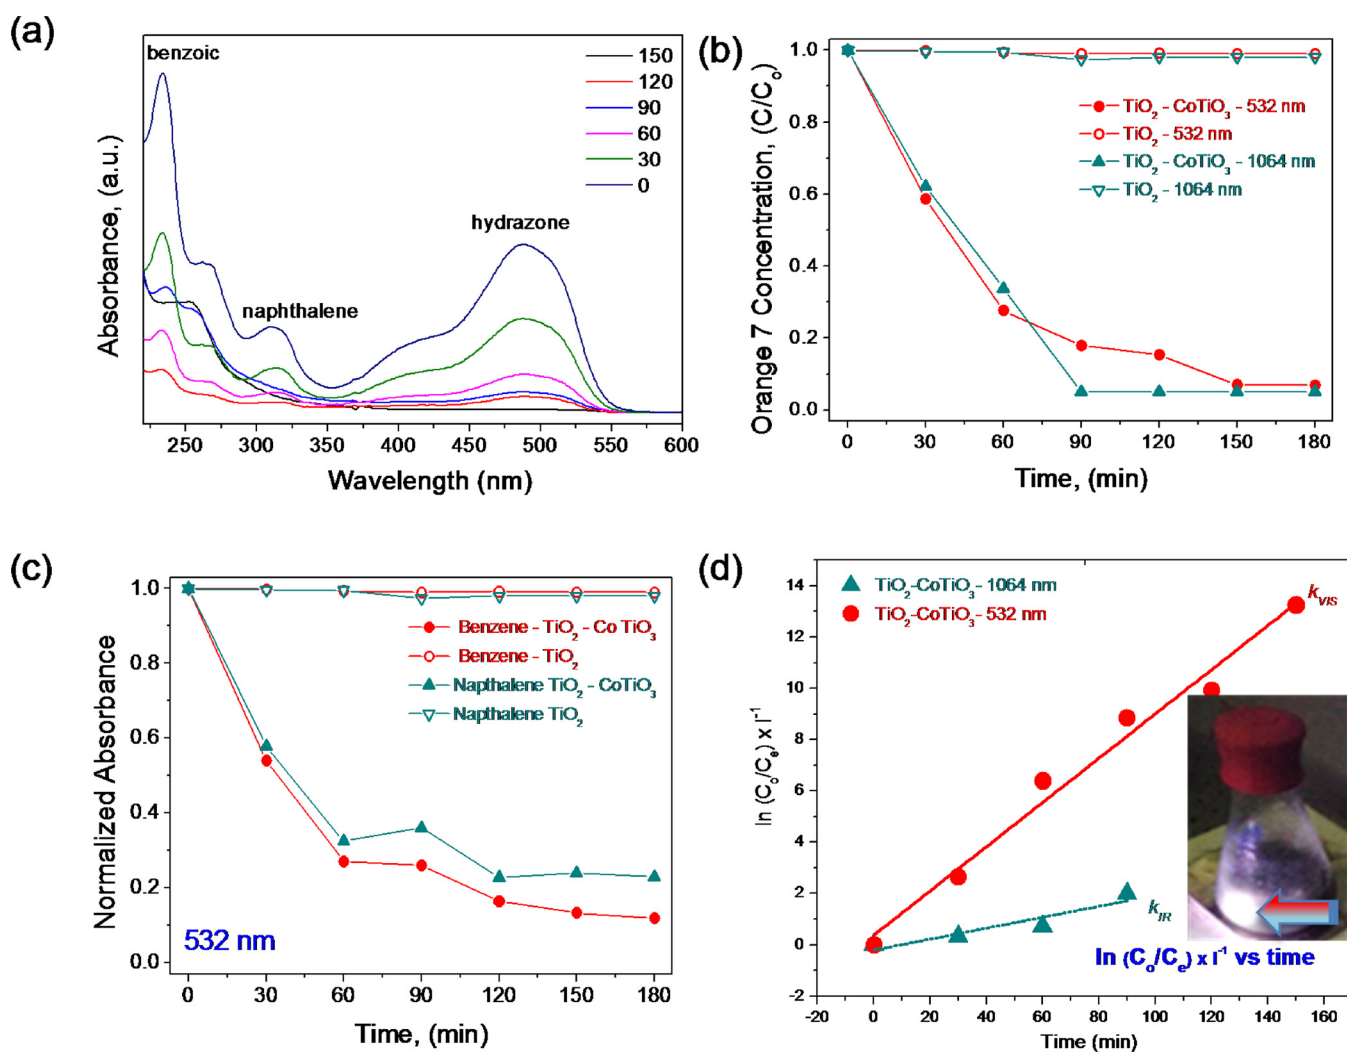 (a)
benzoic
naphthalene
hydrazone
150
120
90
60
30
0
Absorbance, (a.u.)
250 300 350 400 450 500 550 600
Wavelength (nm)
(b)
1.0
0.8
0.6
0.4
0.2
0.0
Orange 7 Concentration, (C/C₀)
TiO₂ - CoTiO₃ - 532 nm
TiO₂ - 532 nm
TiO₂ - CoTiO₃ - 1064 nm
TiO₂ - 1064 nm
0 30 60 90 120 150 180
Time, (min)
(c)
1.0
0.8
0.6
0.4
0.2
0.0
Normalized Absorbance
Benzene - TiO₂ - Co TiO₃
Benzene - TiO₂
Napthalene TiO₂ - CoTiO₃
Napthalene TiO₂
532 nm
0 30 60 90 120 150 180
Time, (min)
(d)
14
12
10
8
6
4
2
0
-2
ln (Cₒ/Cₑ) x I⁻¹
TiO₂-CoTiO₃- 1064 nm
TiO₂-CoTiO₃- 532 nm
k_VIS
k_IR
ln (Cₒ/Cₑ) x I⁻¹ vs time
-20 0 20 40 60 80 100 120 140 160
Time (min)